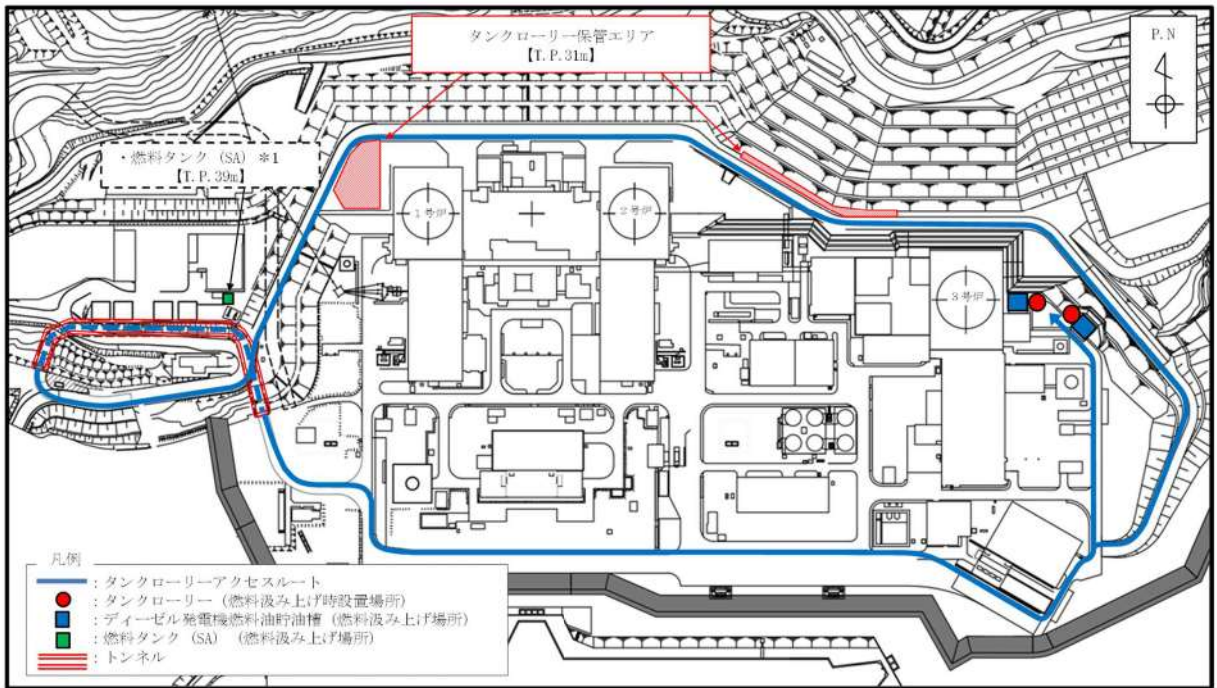 タンクローリー保管エリア
【T.P.31m】
P.N
・燃料タンク (SA) *1
【T.P.39m】
1号炉
2号炉
3号炉
凡例
：タンクローリーアクセスルート
：タンクローリー (燃料汲み上げ時設置場所)
：ディーゼル発電機燃料油貯油槽 (燃料汲み上げ場所)
：燃料タンク (SA) (燃料汲み上げ場所)
：トンネル